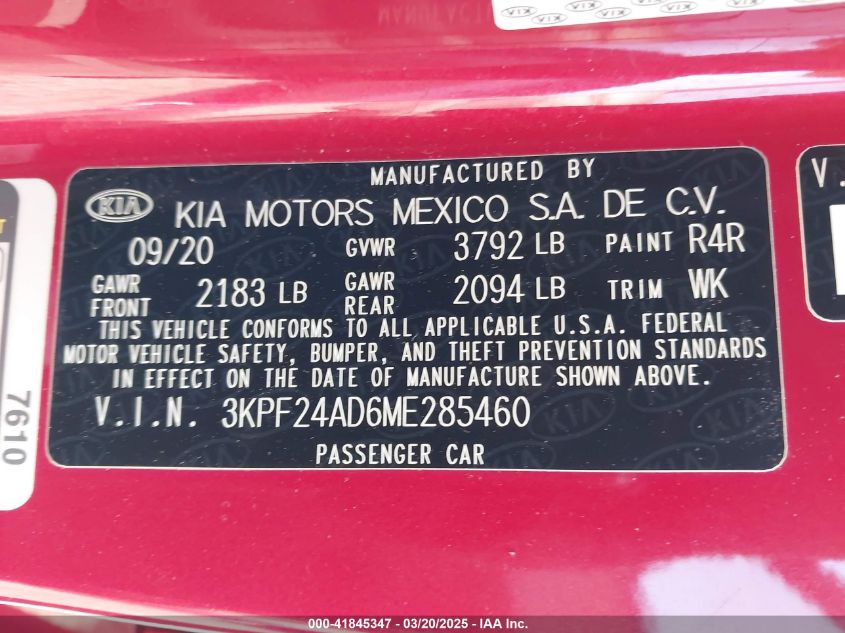 MANUFACTURED BY
KIA KIA MOTORS MEXICO S.A. DE C.V.
09/20 GVWR 3792 LB PAINT R4R
GAWR FRONT 2183 LB GAWR REAR 2094 LB TRIM WK
THIS VEHICLE CONFORMS TO ALL APPLICABLE U.S.A. FEDERAL
MOTOR VEHICLE SAFETY, BUMPER, AND THEFT PREVENTION STANDARDS
IN EFFECT ON THE DATE OF MANUFACTURE SHOWN ABOVE.
V.I.N. 3KPF24AD6ME285460
PASSENGER CAR
7610
V.
000-41845347 - 03/20/2025 - IAA Inc.